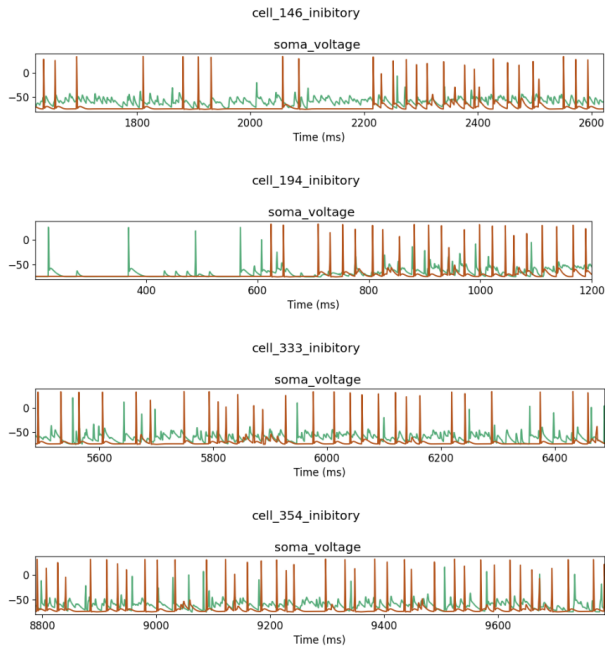 cell_146_inibitory
soma_voltage
0
−50
1800 2000 2200 2400 2600
Time (ms)
cell_194_inibitory
soma_voltage
0
−50
400 600 800 1000 1200
Time (ms)
cell_333_inibitory
soma_voltage
0
−50
5600 5800 6000 6200 6400
Time (ms)
cell_354_inibitory
soma_voltage
0
−50
8800 9000 9200 9400 9600
Time (ms)